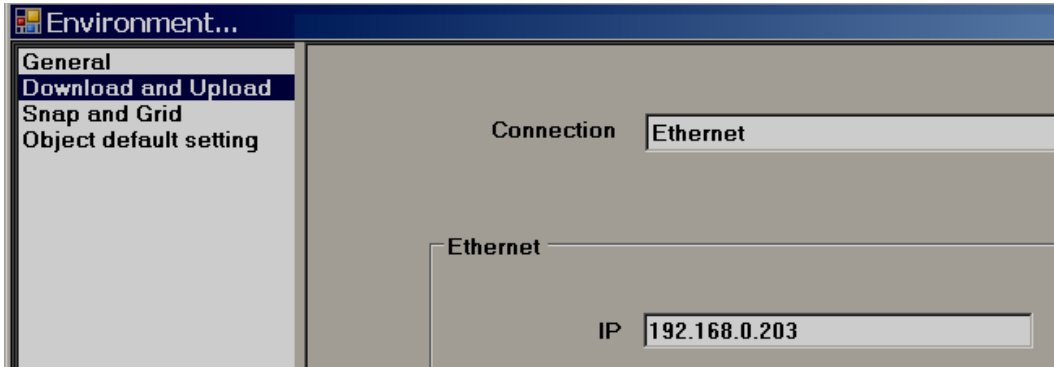 Environment...
General
Download and Upload
Snap and Grid
Object default setting
Connection
Ethernet
Ethernet
IP
192.168.0.203